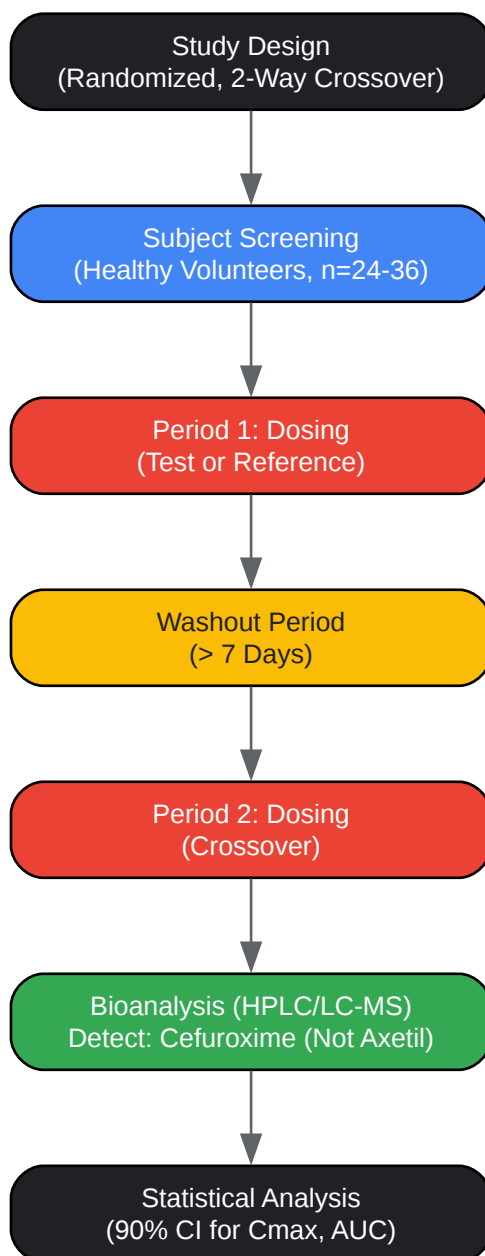 Study Design
(Randomized, 2-Way Crossover)
Subject Screening
(Healthy Volunteers, n=24-36)
Period 1: Dosing
(Test or Reference)
Washout Period
(> 7 Days)
Period 2: Dosing
(Crossover)
Bioanalysis (HPLC/LC-MS)
Detect: Cefuroxime (Not Axetil)
Statistical Analysis
(90% CI for Cmax, AUC)